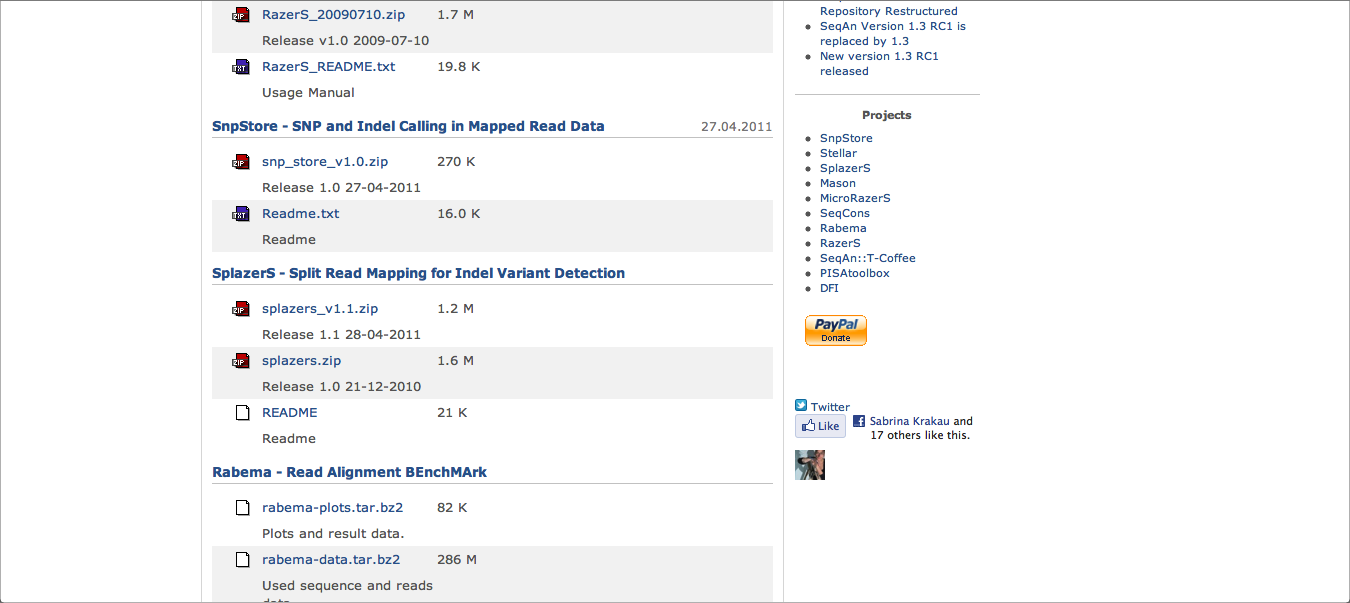 RazerS_20090710.zip 1.7 M
Release v1.0 2009-07-10
RazerS_README.txt 19.8 K
Usage Manual
SnpStore - SNP and Indel Calling in Mapped Read Data 27.04.2011
snp_store_v1.0.zip 270 K
Release 1.0 27-04-2011
Readme.txt 16.0 K
Readme
SplazerS - Split Read Mapping for Indel Variant Detection
splazers_v1.1.zip 1.2 M
Release 1.1 28-04-2011
splazers.zip 1.6 M
Release 1.0 21-12-2010
README 21 K
Readme
Rabema - Read Alignment BEnchMArk
rabema-plots.tar.bz2 82 K
Plots and result data.
rabema-data.tar.bz2 286 M
Used sequence and reads
Repository Restructured
SeqAn Version 1.3 RC1 is
replaced by 1.3
New version 1.3 RC1
released
Projects
SnpStore
Stellar
SplazerS
Mason
MicroRazerS
SeqCons
Rabema
RazerS
SeqAn::T-Coffee
PISAtoolbox
DFI
PayPal
Donate
Twitter
Like
Sabrina Krakau and
17 others like this.